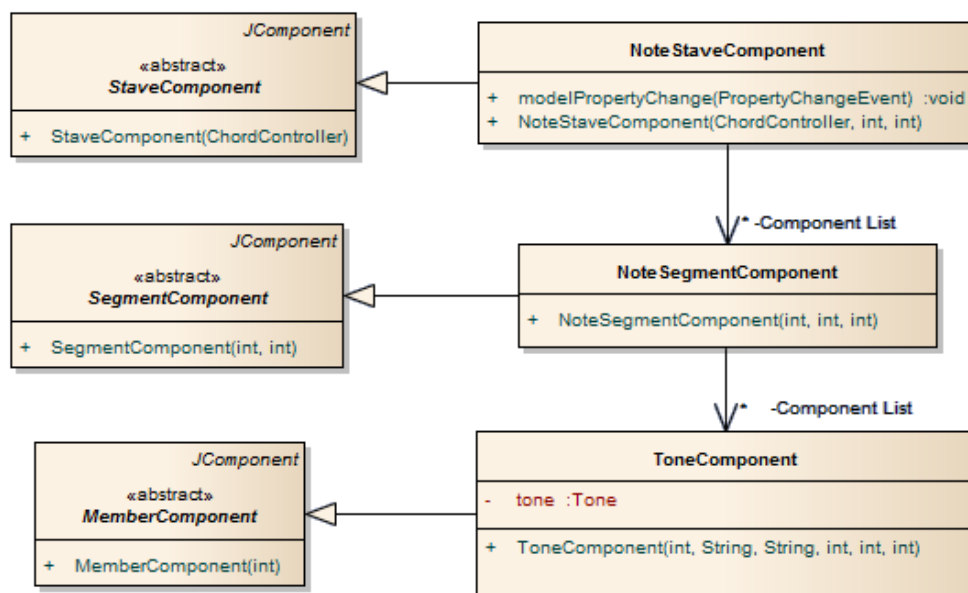 JComponent
«abstract»
StaveComponent
+ StaveComponent(ChordController)
NoteStaveComponent
+ modelPropertyChange(PropertyChangeEvent) :void
+ NoteStaveComponent(ChordController, int, int)
* -Component List
JComponent
«abstract»
SegmentComponent
+ SegmentComponent(int, int)
NoteSegmentComponent
+ NoteSegmentComponent(int, int, int)
* -Component List
JComponent
«abstract»
MemberComponent
+ MemberComponent(int)
ToneComponent
- tone :Tone
+ ToneComponent(int, String, String, int, int, int)